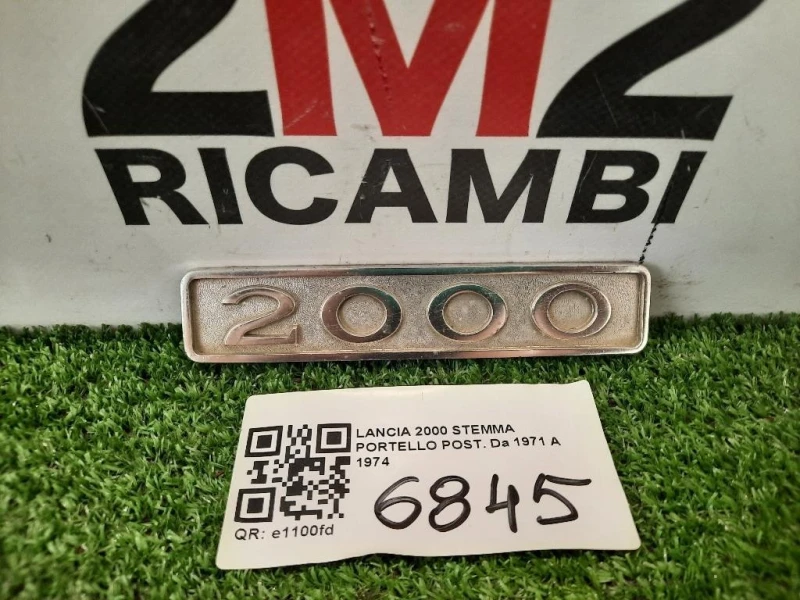 2M2
RICAMBI
2000
LANCIA 2000 STEMMA
PORTELLO POST. Da 1971 A
1974
6845
QR: e1100fd